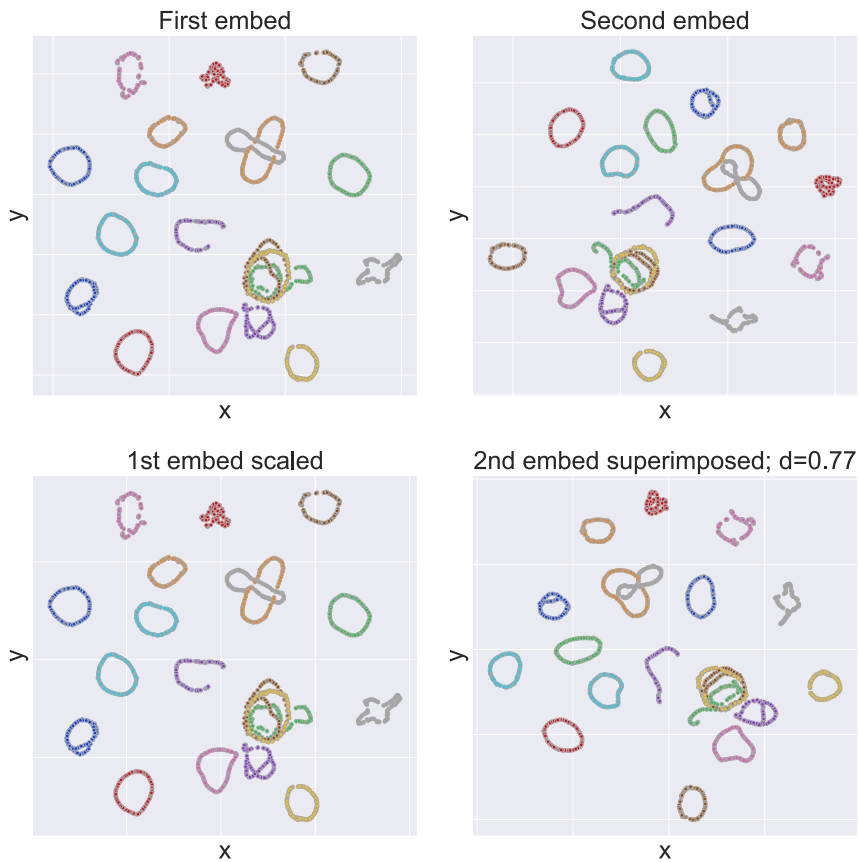 First embed
Second embed
y
x
y
x
1st embed scaled
2nd embed superimposed; d=0.77
y
x
y
x